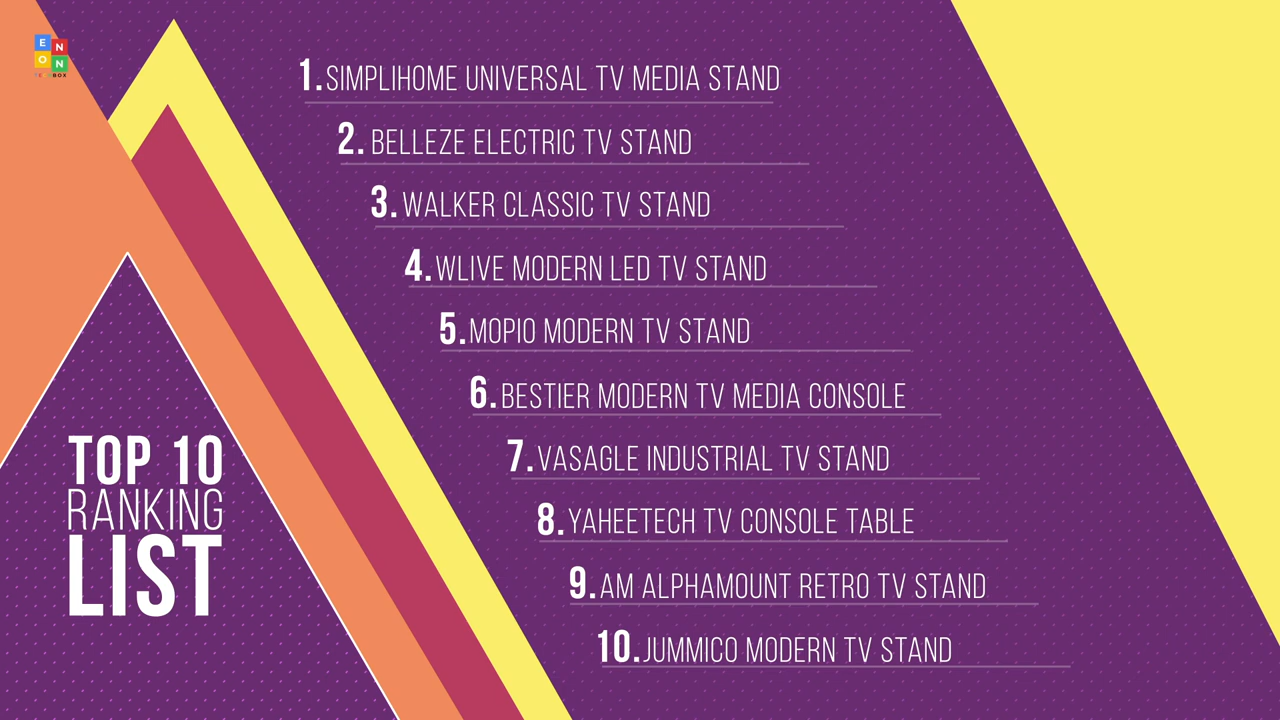 E N
O N
TECHBOX
1. SIMPLIHOME UNIVERSAL TV MEDIA STAND
2. BELLEZE ELECTRIC TV STAND
3. WALKER CLASSIC TV STAND
4. WLIVE MODERN LED TV STAND
5. MOPIO MODERN TV STAND
6. BESTIER MODERN TV MEDIA CONSOLE
7. VASAGLE INDUSTRIAL TV STAND
8. YAHEETECH TV CONSOLE TABLE
9. AM ALPHAMOUNT RETRO TV STAND
10. JUMMICO MODERN TV STAND
TOP 10
RANKING
LIST